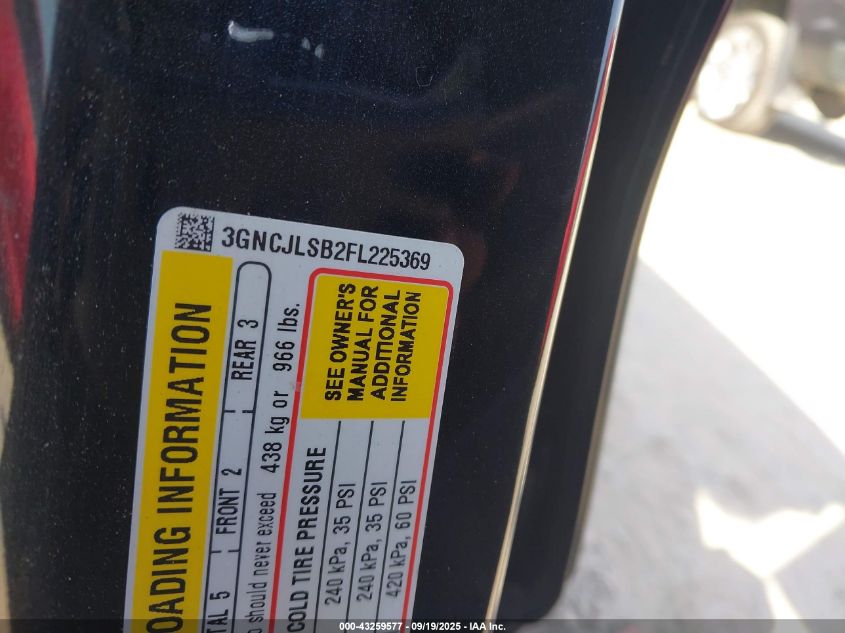 3GNCJLSB2FL225369
INFORMATION
TAL 5 FRONT 2 REAR 3
should never exceed 438 kg or 966 lbs.
SEE OWNER'S
MANUAL FOR
ADDITIONAL
INFORMATION
COLD TIRE PRESSURE
240 kPa, 35 PSI
240 kPa, 35 PSI
420 kPa, 60 PSI
000-43259577 - 09/19/2025 - © IAA, Inc.